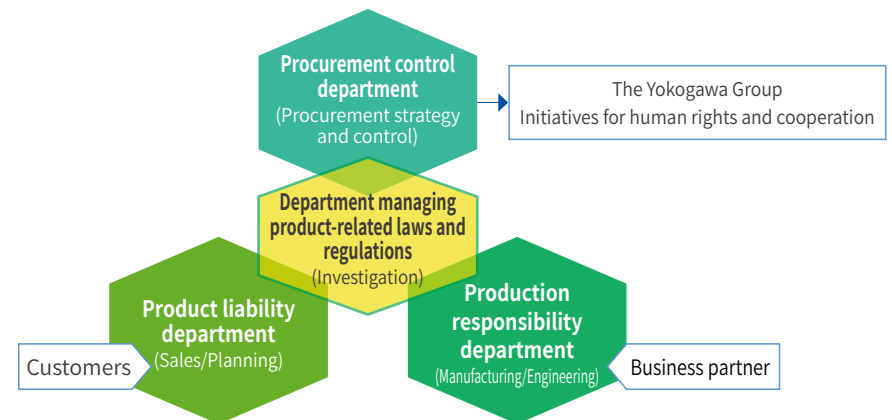 Procurement control
department
(Procurement strategy
and control)
The Yokogawa Group
Initiatives for human rights and cooperation
Department managing
product-related laws and
regulations
(Investigation)
Product liability
department
(Sales/Planning)
Production
responsibility
department
(Manufacturing/Engineering)
Customers
Business partner